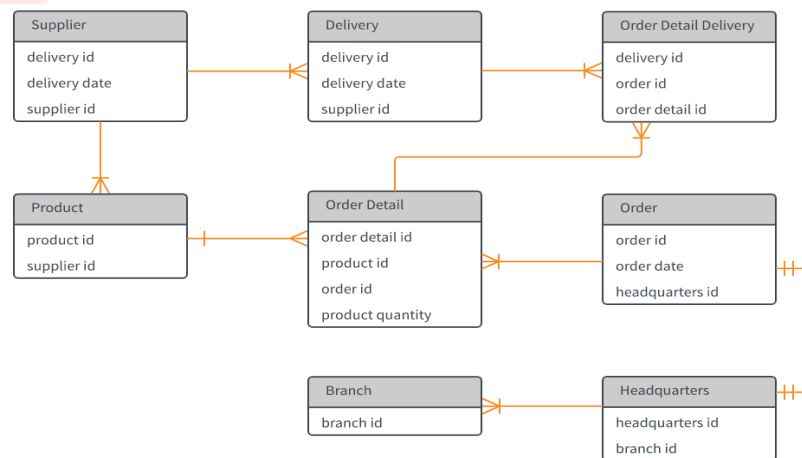 Supplier
delivery id
delivery date
supplier id
Delivery
delivery id
delivery date
supplier id
Order Detail Delivery
delivery id
order id
order detail id
Product
product id
supplier id
Order Detail
order detail id
product id
order id
product quantity
Order
order id
order date
headquarters id
Branch
branch id
Headquarters
headquarters id
branch id